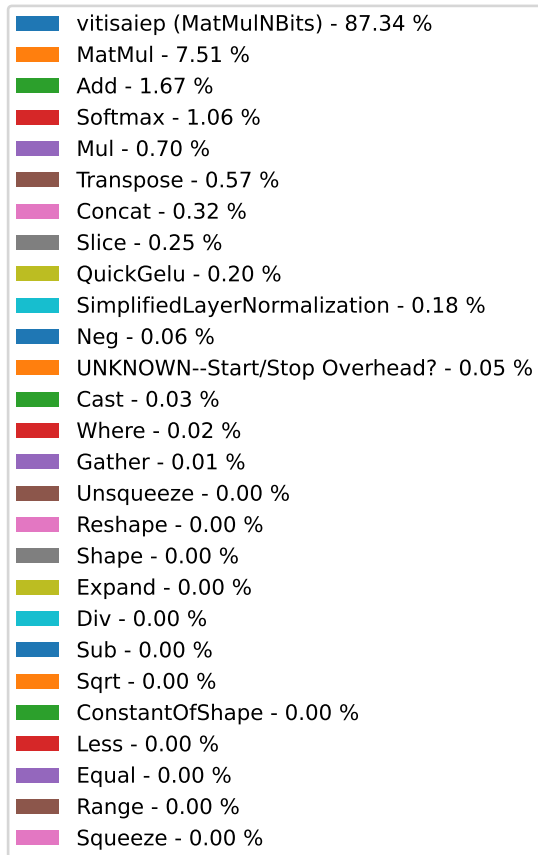 vitisaiep (MatMulNBits) - 87.34 %
MatMul - 7.51 %
Add - 1.67 %
Softmax - 1.06 %
Mul - 0.70 %
Transpose - 0.57 %
Concat - 0.32 %
Slice - 0.25 %
QuickGelu - 0.20 %
SimplifiedLayerNormalization - 0.18 %
Neg - 0.06 %
UNKNOWN--Start/Stop Overhead? - 0.05 %
Cast - 0.03 %
Where - 0.02 %
Gather - 0.01 %
Unsqueeze - 0.00 %
Reshape - 0.00 %
Shape - 0.00 %
Expand - 0.00 %
Div - 0.00 %
Sub - 0.00 %
Sqrt - 0.00 %
ConstantOfShape - 0.00 %
Less - 0.00 %
Equal - 0.00 %
Range - 0.00 %
Squeeze - 0.00 %